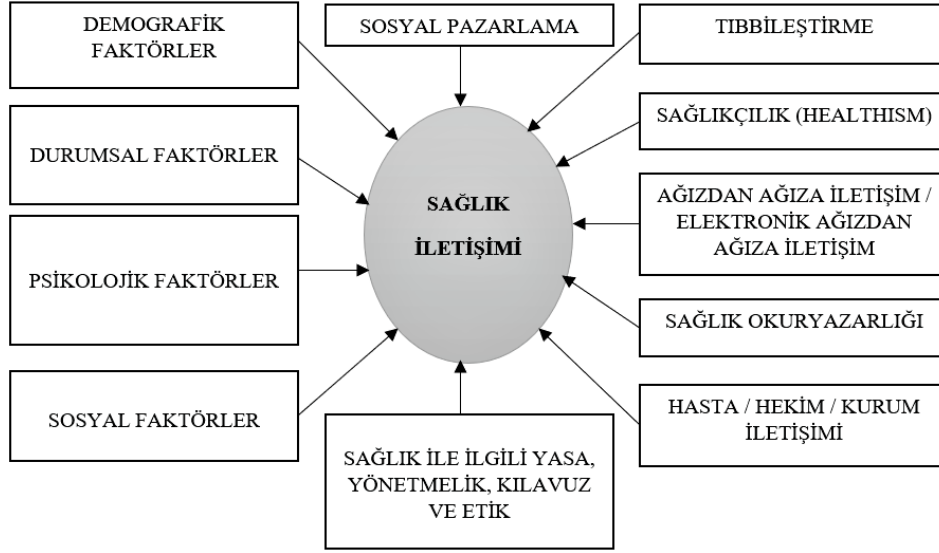 DEMOGRAFİK
FAKTÖRLER
SOSYAL PAZARLAMA
TIBBİLEŞTİRME
DURUMSAL FAKTÖRLER
SAĞLIKÇILIK (HEALTHISM)
SAĞLIK
İLETİŞİMİ
AĞIZDAN AĞIZA İLETİŞİM /
ELEKTRONİK AĞIZDAN
AĞIZA İLETİŞİM
PSİKOLOJİK FAKTÖRLER
SAĞLIK OKURYAZARLIĞI
SOSYAL FAKTÖRLER
SAĞLIK İLE İLGİLİ YASA,
YÖNETMELİK, KILAVUZ
VE ETİK
HASTA / HEKİM / KURUM
İLETİŞİMİ